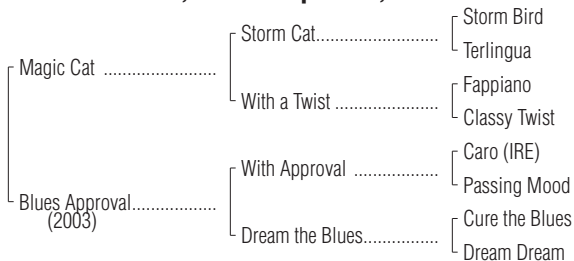 Storm Bird
Storm Cat
Terlingua
Magic Cat
Fappiano
With a Twist
Classy Twist
Caro (IRE)
With Approval
Passing Mood
Blues Approval
(2003)
Cure the Blues
Dream the Blues
Dream Dream